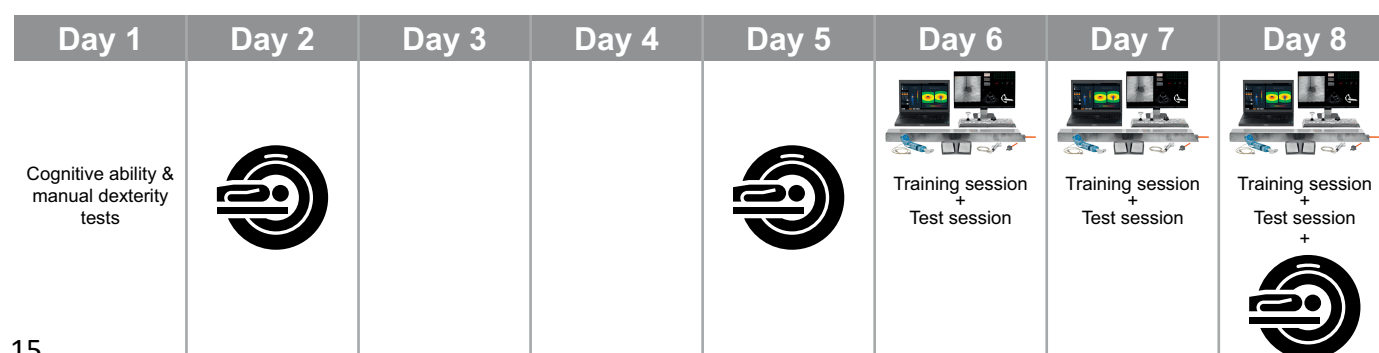 Day 1 Day 2 Day 3 Day 4 Day 5 Day 6 Day 7 Day 8
Cognitive ability &
manual dexterity
tests
Training session
+
Test session
Training session
+
Test session
Training session
+
Test session
+
15